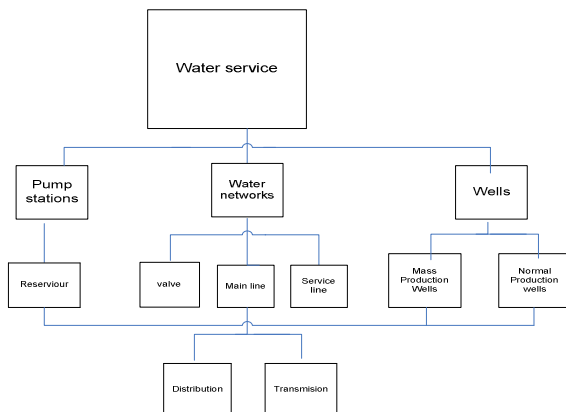 Water service
Pump
stations
Water
networks
Wells
Reserviour
valve
Main line
Service
line
Mass
Production
Wells
Normal
Production
wells
Distribution
Transmision